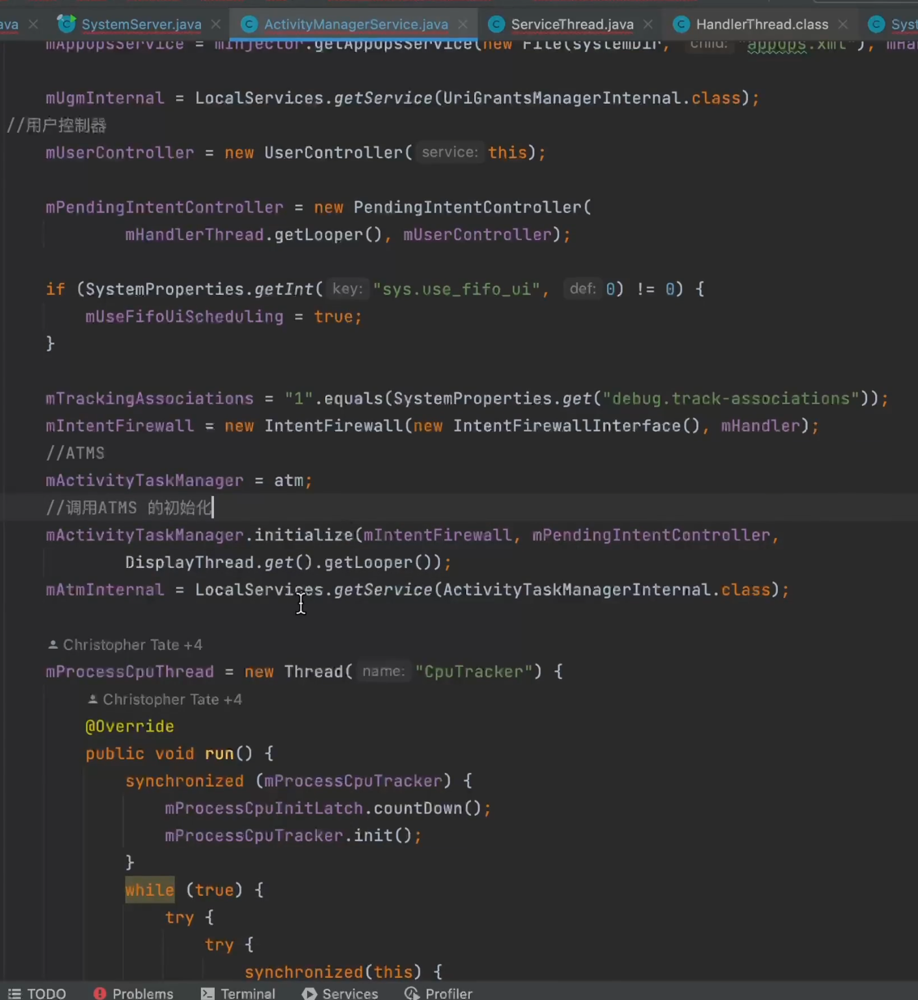 ava SystemServer.java ActivityManagerService.java ServiceThread.java HandlerThread.class Syst
mAppOpsService = mInjector.getAppOpsService(new File(systemDir, child: "appops.xml"), mHa
mUgmInternal = LocalServices.getService(UriGrantsManagerInternal.class);
//用户控制器
mUserController = new UserController( service: this);
mPendingIntentController = new PendingIntentController(
mHandlerThread.getLooper(), mUserController);
if (SystemProperties.getInt( key: "sys.use_fifo_ui", def: 0) != 0) {
mUseFifoUiScheduling = true;
}
mTrackingAssociations = "1".equals(SystemProperties.get("debug.track-associations"));
mIntentFirewall = new IntentFirewall(new IntentFirewallInterface(), mHandler);
//ATMS
mActivityTaskManager = atm;
//调用ATMS 的初始化
mActivityTaskManager.initialize(mIntentFirewall, mPendingIntentController,
DisplayThread.get().getLooper());
mAtmInternal = LocalServices.getService(ActivityTaskManagerInternal.class);
Christopher Tate +4
mProcessCpuThread = new Thread( name: "CpuTracker") {
Christopher Tate +4
@Override
public void run() {
synchronized (mProcessCpuTracker) {
mProcessCpuInitLatch.countDown();
mProcessCpuTracker.init();
}
while (true) {
try {
try {
synchronized(this) {
TODO Problems Terminal Services Profiler